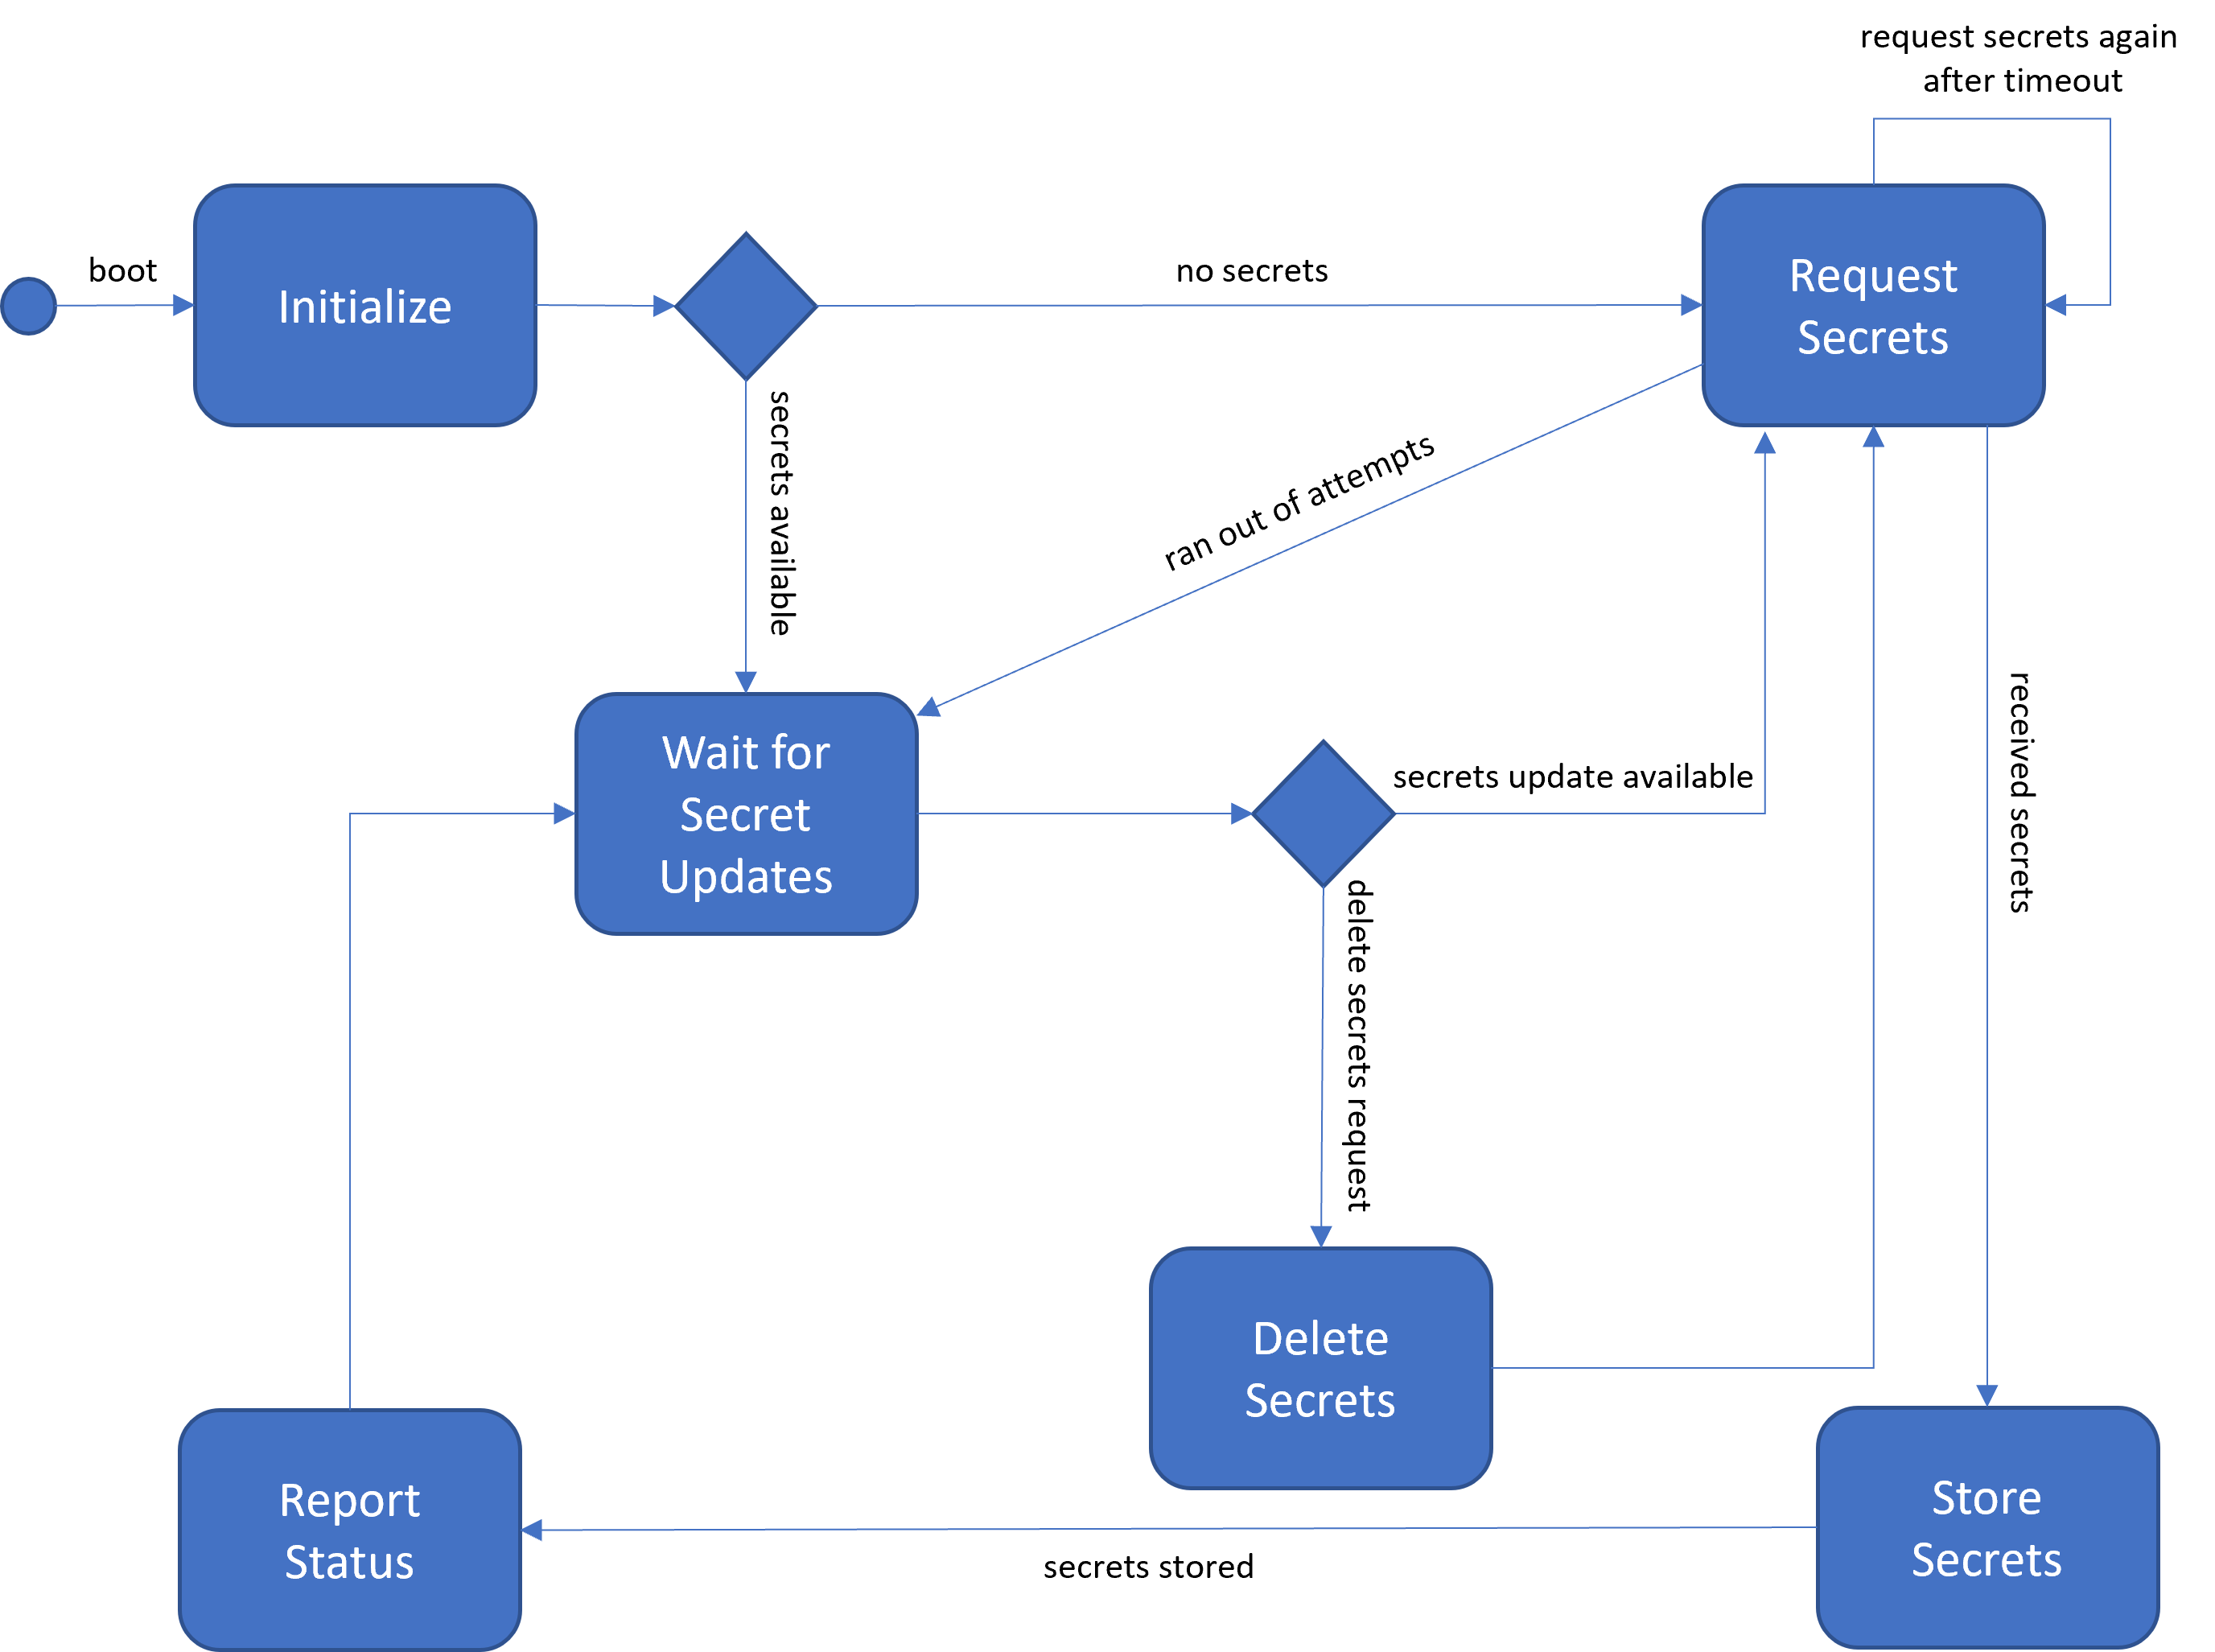 request secrets again
after timeout
boot
Initialize
no secrets
Request
Secrets
secrets available
ran out of attempts
Wait for
Secret
Updates
secrets update available
received secrets
delete secrets request
Delete
Secrets
Report
Status
secrets stored
Store
Secrets